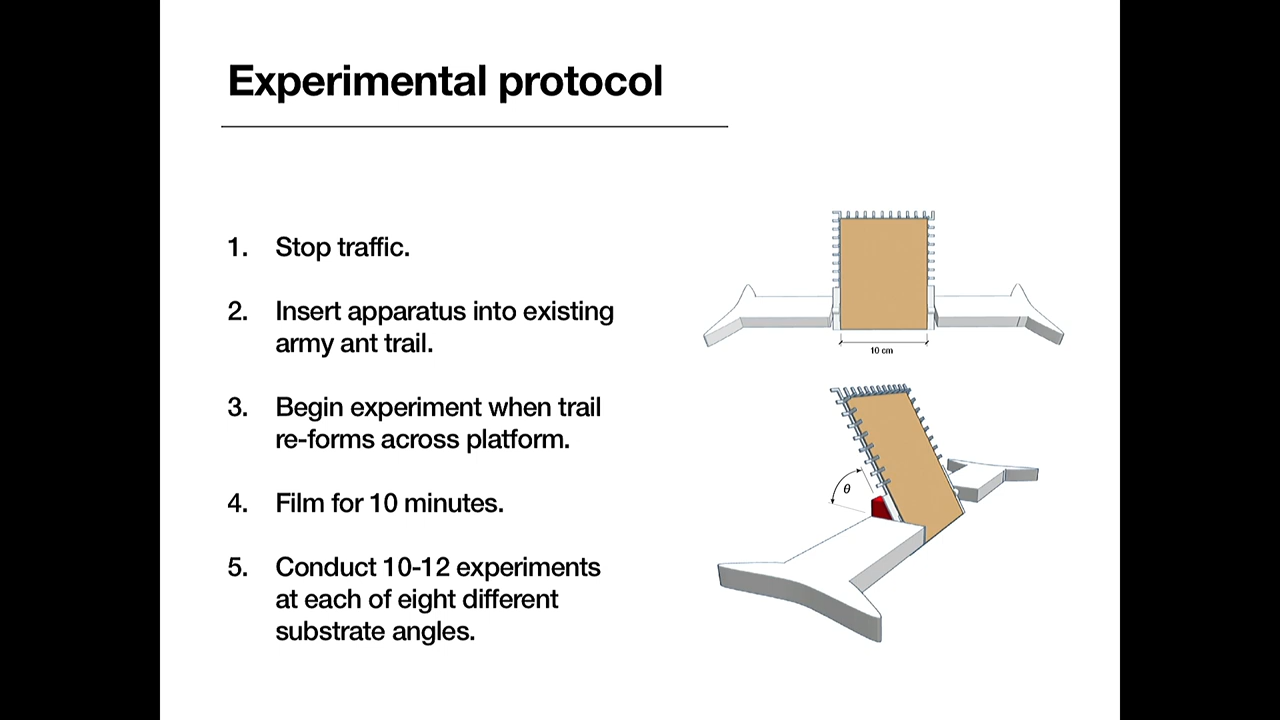 Experimental protocol
1. Stop traffic.
2. Insert apparatus into existing
army ant trail.
3. Begin experiment when trail
re-forms across platform.
4. Film for 10 minutes.
5. Conduct 10-12 experiments
at each of eight different
substrate angles.
10 cm
θ